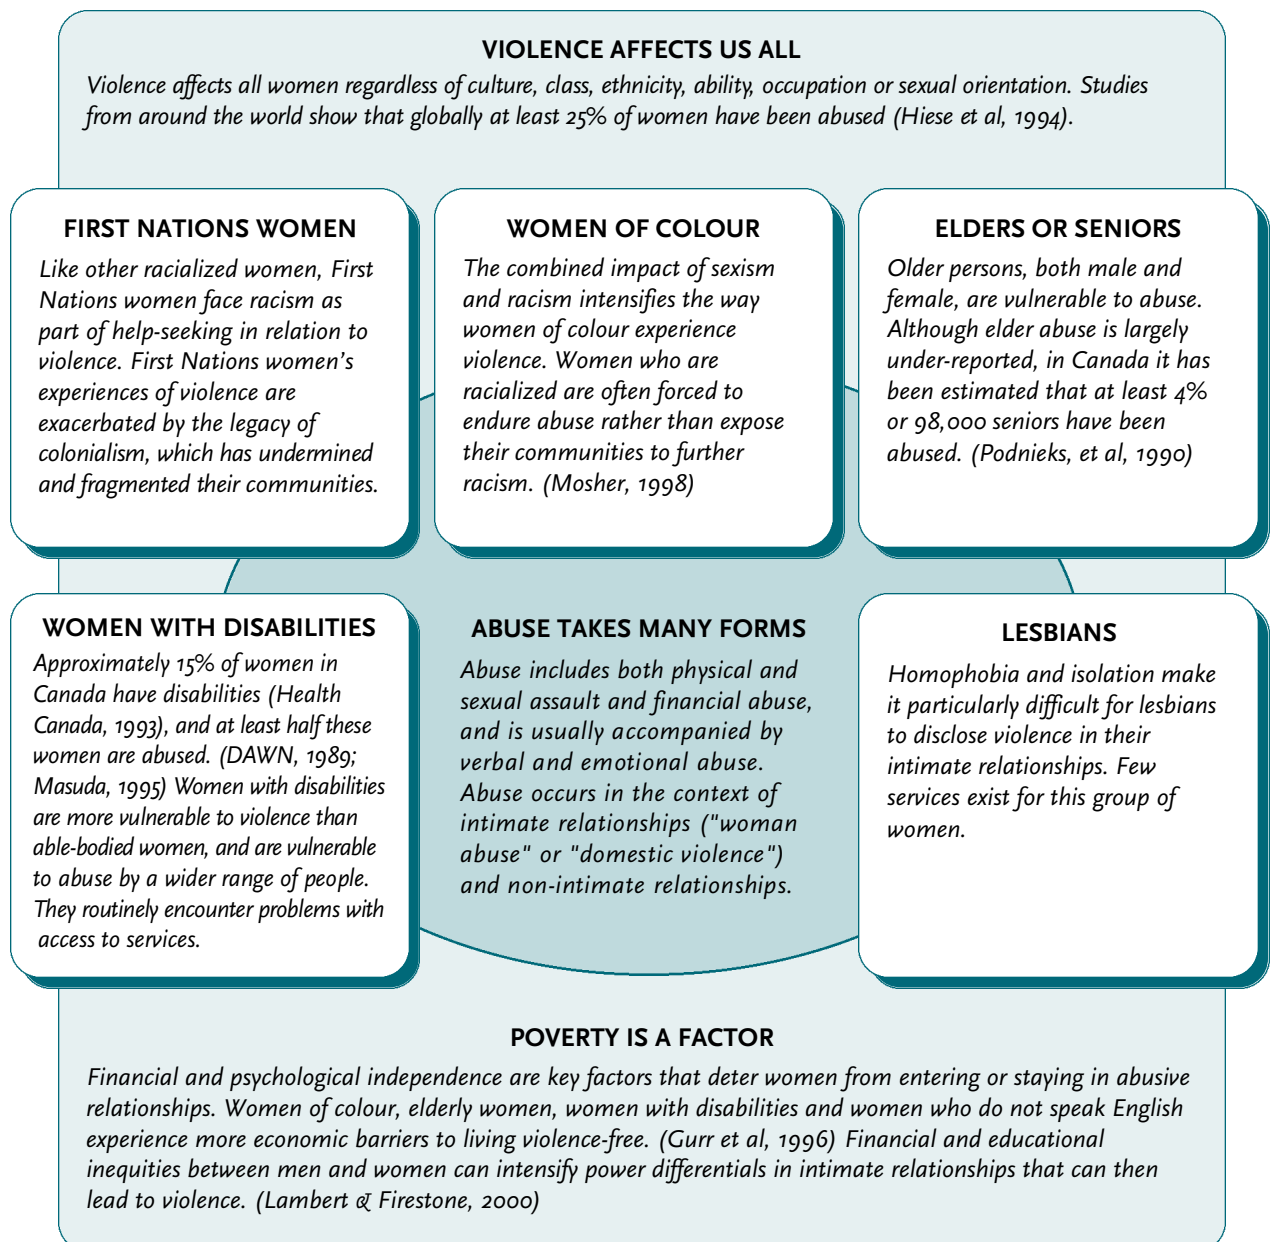 VIOLENCE AFFECTS US ALL
Violence affects all women regardless of culture, class, ethnicity, ability, occupation or sexual orientation. Studies
from around the world show that globally at least 25% of women have been abused (Hiese et al, 1994).
FIRST NATIONS WOMEN
Like other racialized women, First
Nations women face racism as
part of help-seeking in relation to
violence. First Nations women's
experiences of violence are
exacerbated by the legacy of
colonialism, which has undermined
and fragmented their communities.
WOMEN OF COLOUR
The combined impact of sexism
and racism intensifies the way
women of colour experience
violence. Women who are
racialized are often forced to
endure abuse rather than expose
their communities to further
racism. (Mosher, 1998)
ELDERS OR SENIORS
Older persons, both male and
female, are vulnerable to abuse.
Although elder abuse is largely
under-reported, in Canada it has
been estimated that at least 4%
or 98,000 seniors have been
abused. (Podnieks, et al, 1990)
WOMEN WITH DISABILITIES
Approximately 15% of women in
Canada have disabilities (Health
Canada, 1993), and at least half these
women are abused. (DAWN, 1989;
Masuda, 1995) Women with disabilities
are more vulnerable to violence than
able-bodied women, and are vulnerable
to abuse by a wider range of people.
They routinely encounter problems with
access to services.
ABUSE TAKES MANY FORMS
Abuse includes both physical and
sexual assault and financial abuse,
and is usually accompanied by
verbal and emotional abuse.
Abuse occurs in the context of
intimate relationships ("woman
abuse" or "domestic violence")
and non-intimate relationships.
LESBIANS
Homophobia and isolation make
it particularly difficult for lesbians
to disclose violence in their
intimate relationships. Few
services exist for this group of
women.
POVERTY IS A FACTOR
Financial and psychological independence are key factors that deter women from entering or staying in abusive
relationships. Women of colour, elderly women, women with disabilities and women who do not speak English
experience more economic barriers to living violence-free. (Gurr et al, 1996) Financial and educational
inequities between men and women can intensify power differentials in intimate relationships that can then
lead to violence. (Lambert & Firestone, 2000)